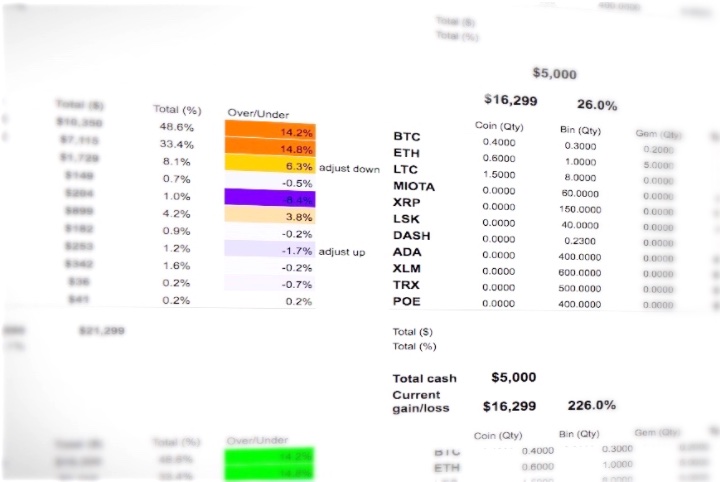 Total ($)
Total (%)
$5,000
$16,299 26.0%
Total ($) Total (%) Over/Under
$10,350 48.6% 14.2%
$7,115 33.4% 14.8%
$1,729 8.1% 6.3% adjust down
$149 0.7% -0.5%
$204 1.0%
4.2% 3.8%
$182 0.9% -0.2%
$253 1.2% -1.7% adjust up
$342 1.6% -0.2%
$36 0.2% -0.7%
$41 0.2% 0.2%
$21,299
Coin (Qty) Bin (Qty) Gem (Qty)
BTC 0.4000 0.3000 0.2000
ETH 0.6000 1.0000 5.0000
LTC 1.5000 8.0000 0.0000
MIOTA 0.0000 60.0000 0.0000
XRP 0.0000 150.0000 0.0000
LSK 0.0000 40.0000 0.0000
DASH 0.0000 0.2300 0.0000
ADA 0.0000 400.0000 0.0000
XLM 0.0000 600.0000 0.0000
TRX 0.0000 500.0000 0.0000
POE 0.0000 400.0000 0.0000
Total ($)
Total (%)
Total cash $5,000
Current
gain/loss $16,299 226.0%
Total (%) Over/Under
48.6% 14.2%
33.4% 14.8%
Coin (Qty) Bin (Qty) Gem (Qty)
BTC 0.4000 0.3000
ETH 0.6000 1.0000